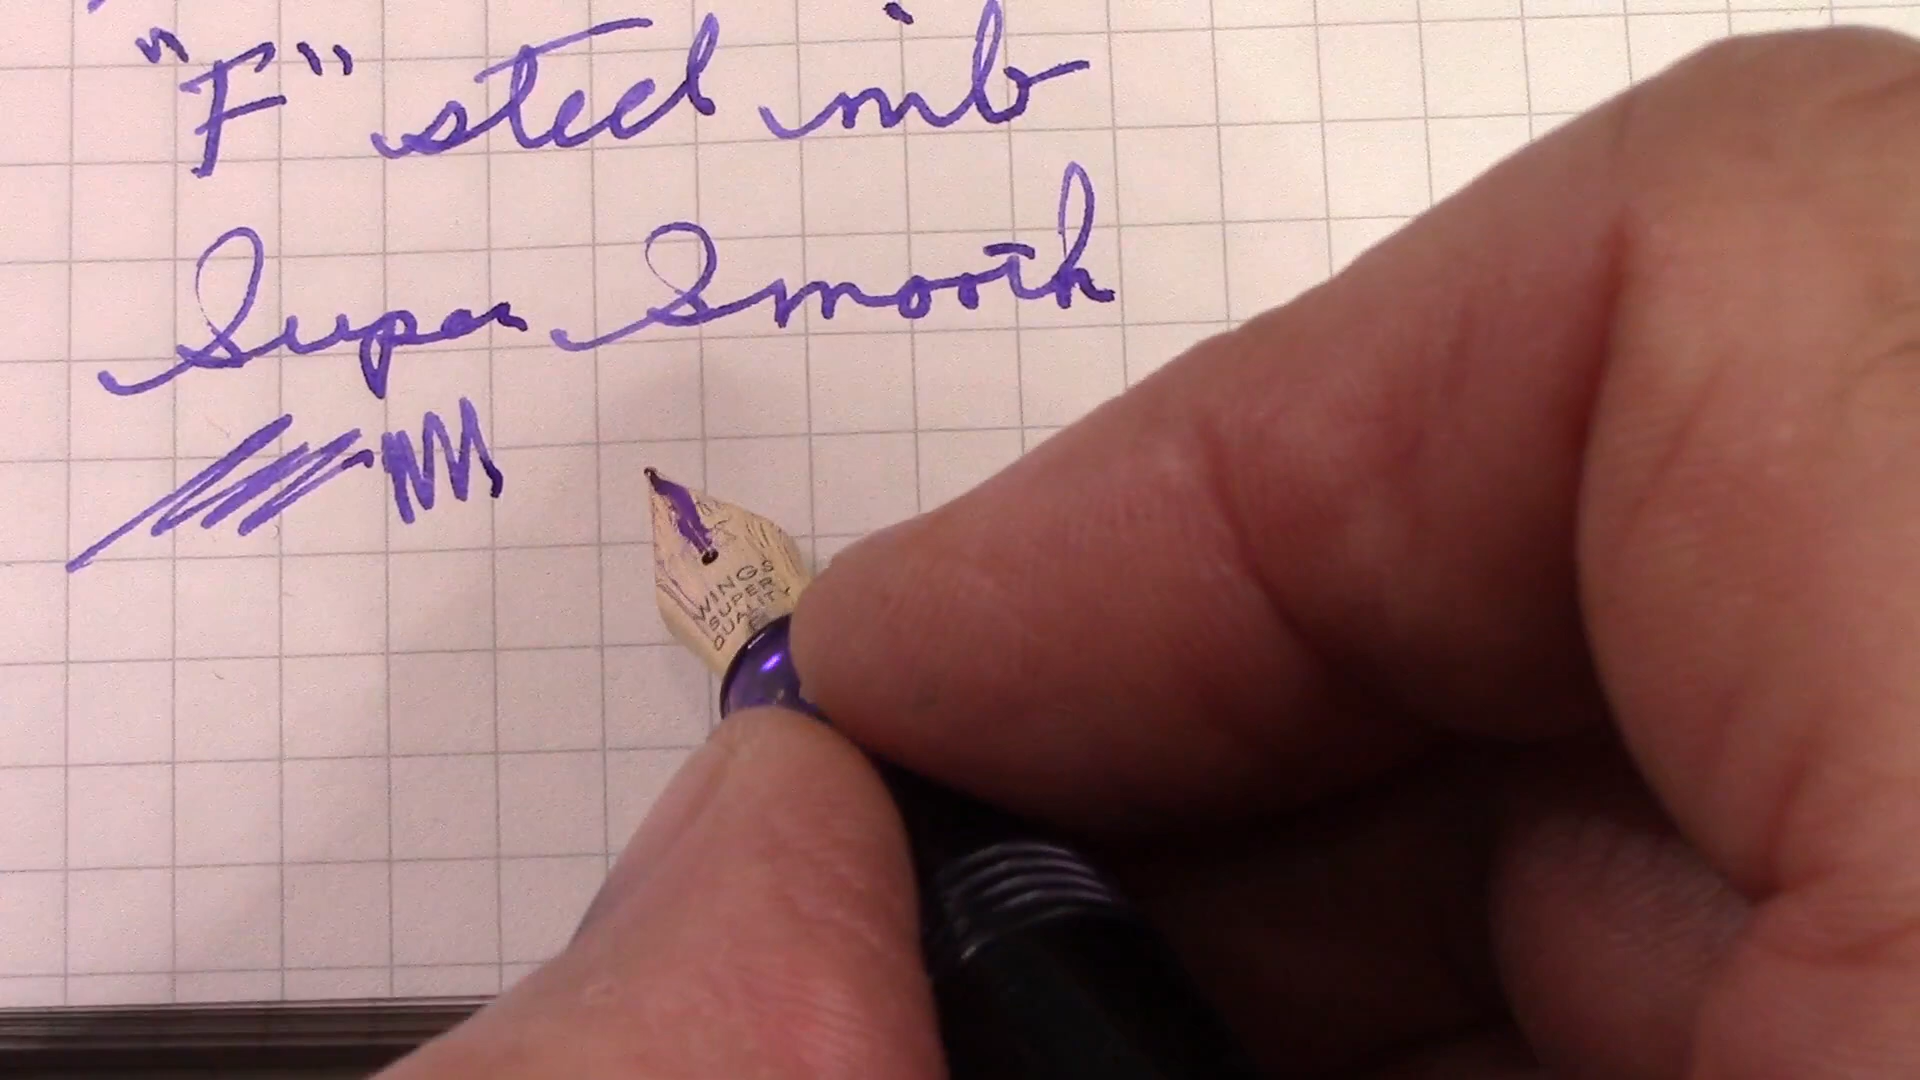 "F" steel nib
Super Smooth
WINGS
SUPER
QUALITY